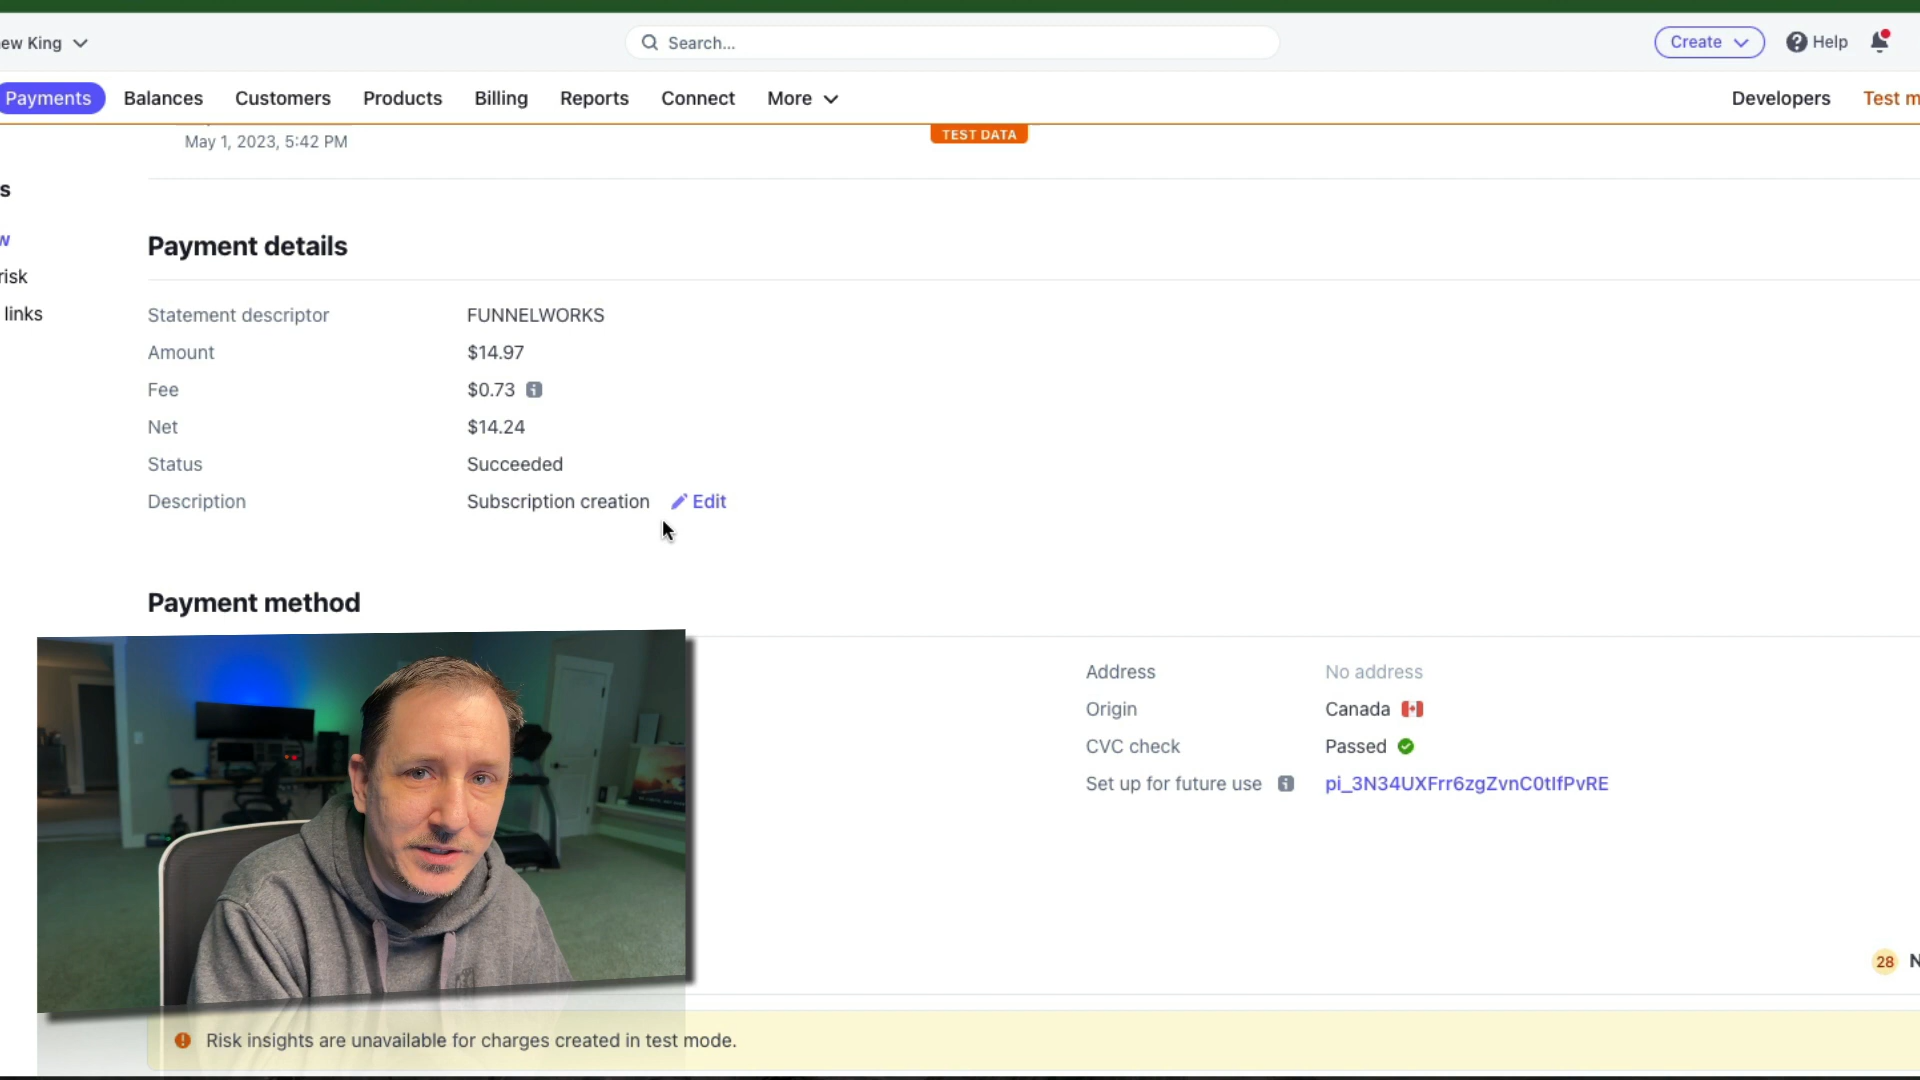 ew King
Search...
Create
Help
Payments
Balances
Customers
Products
Billing
Reports
Connect
More
Developers
Test m
May 1, 2023, 5:42 PM
TEST DATA
s
w
risk
links
Payment details
Statement descriptor FUNNELWORKS
Amount $14.97
Fee $0.73
Net $14.24
Status Succeeded
Description Subscription creation Edit
Payment method
Address No address
Origin Canada
CVC check Passed
Set up for future use pi_3N34UXFrr6zgZvnC0tIfPvRE
28 N
Risk insights are unavailable for charges created in test mode.